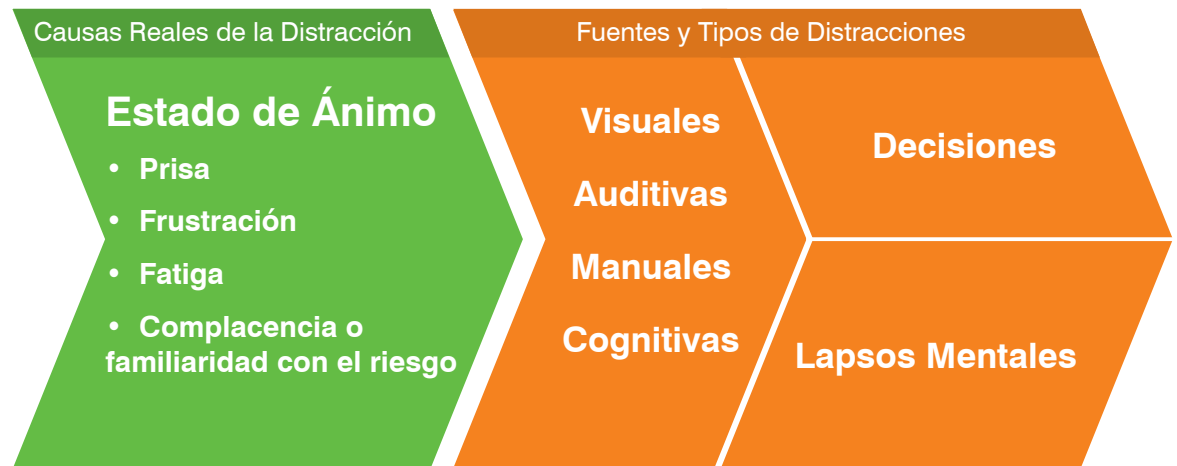 Causas Reales de la Distracción
Estado de Ánimo
• Prisa
• Frustración
• Fatiga
• Complacencia o
familiaridad con el riesgo
Fuentes y Tipos de Distracciones
Visuales
Auditivas
Manuales
Cognitivas
Decisiones
Lapsos Mentales